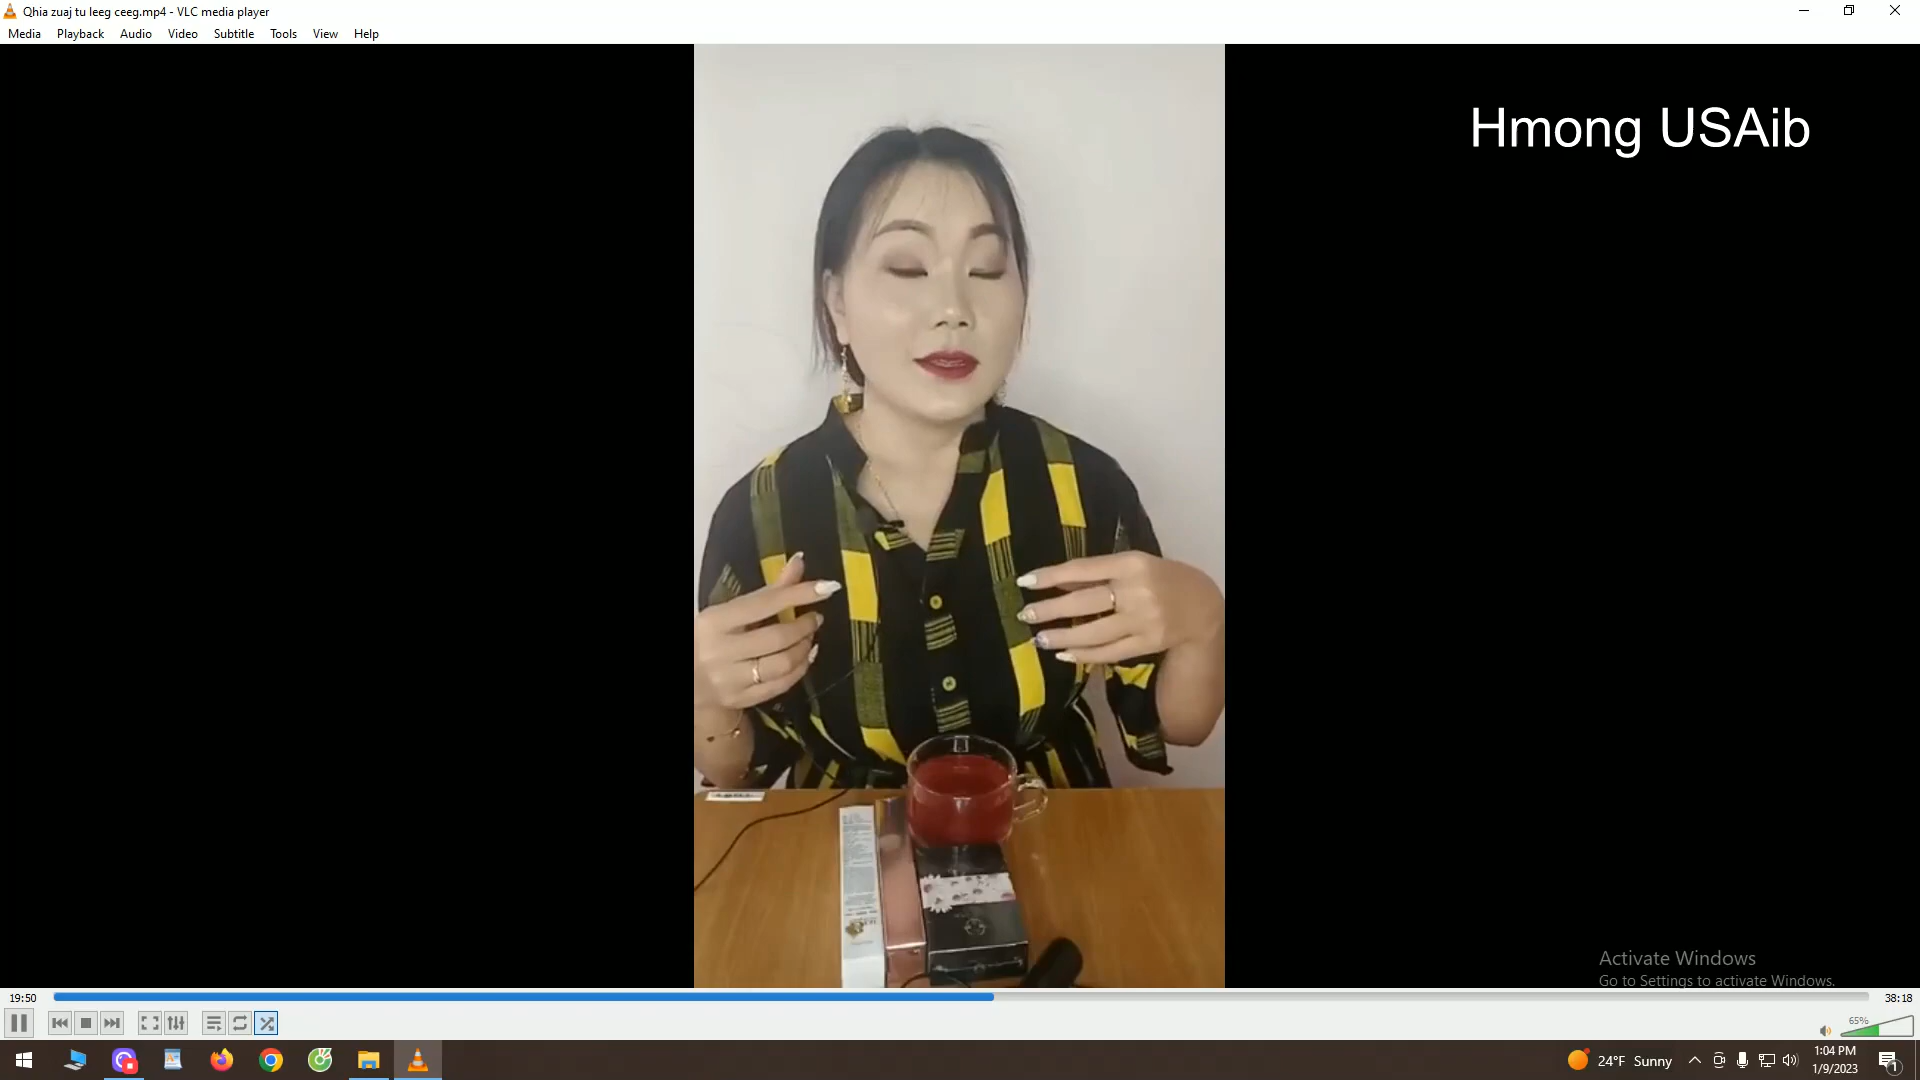 Qhia zuaj tu leeg ceeg.mp4 - VLC media player
Media Playback Audio Video Subtitle Tools View Help
Hmong USAib
Activate Windows
Go to Settings to activate Windows.
19:50
38:18
65%
24°F Sunny
1:04 PM
1/9/2023
1